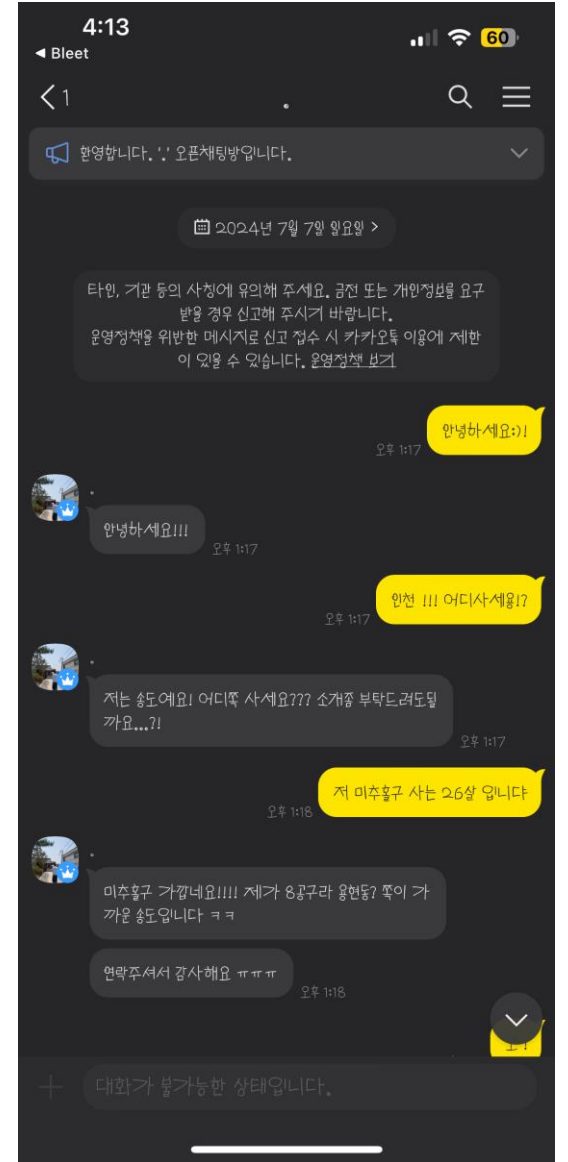 4:13
60
◀ Bleet
1
.
환영합니다. '.' 오픈채팅방입니다.
2024년 7월 7일 일요일 >
타인, 기관 등의 사칭에 유의해 주세요. 금전 또는 개인정보를 요구
받을 경우 신고해 주시기 바랍니다.
운영정책을 위반한 메시지로 신고 접수 시 카카오톡 이용에 제한
이 있을 수 있습니다. 운영정책 보기
안녕하세요:)!
오후 1:17
.
안녕하세요!!!
오후 1:17
인천 !!! 어디사세용!?
오후 1:17
.
저는 송도예요! 어디쪽 사세요??? 소개쫌 부탁드려도될
까요...?!
오후 1:17
저 미추홀구 사는 26살 입니댜
오후 1:18
.
미추홀구 가깝네요!!!! 제가 8공구라 용현동? 쪽이 가
까운 송도입니다 ㅋㅋ
연락주셔서 감사해요 ㅠㅠㅠ
오후 1:18
대화가 불가능한 상태입니다.